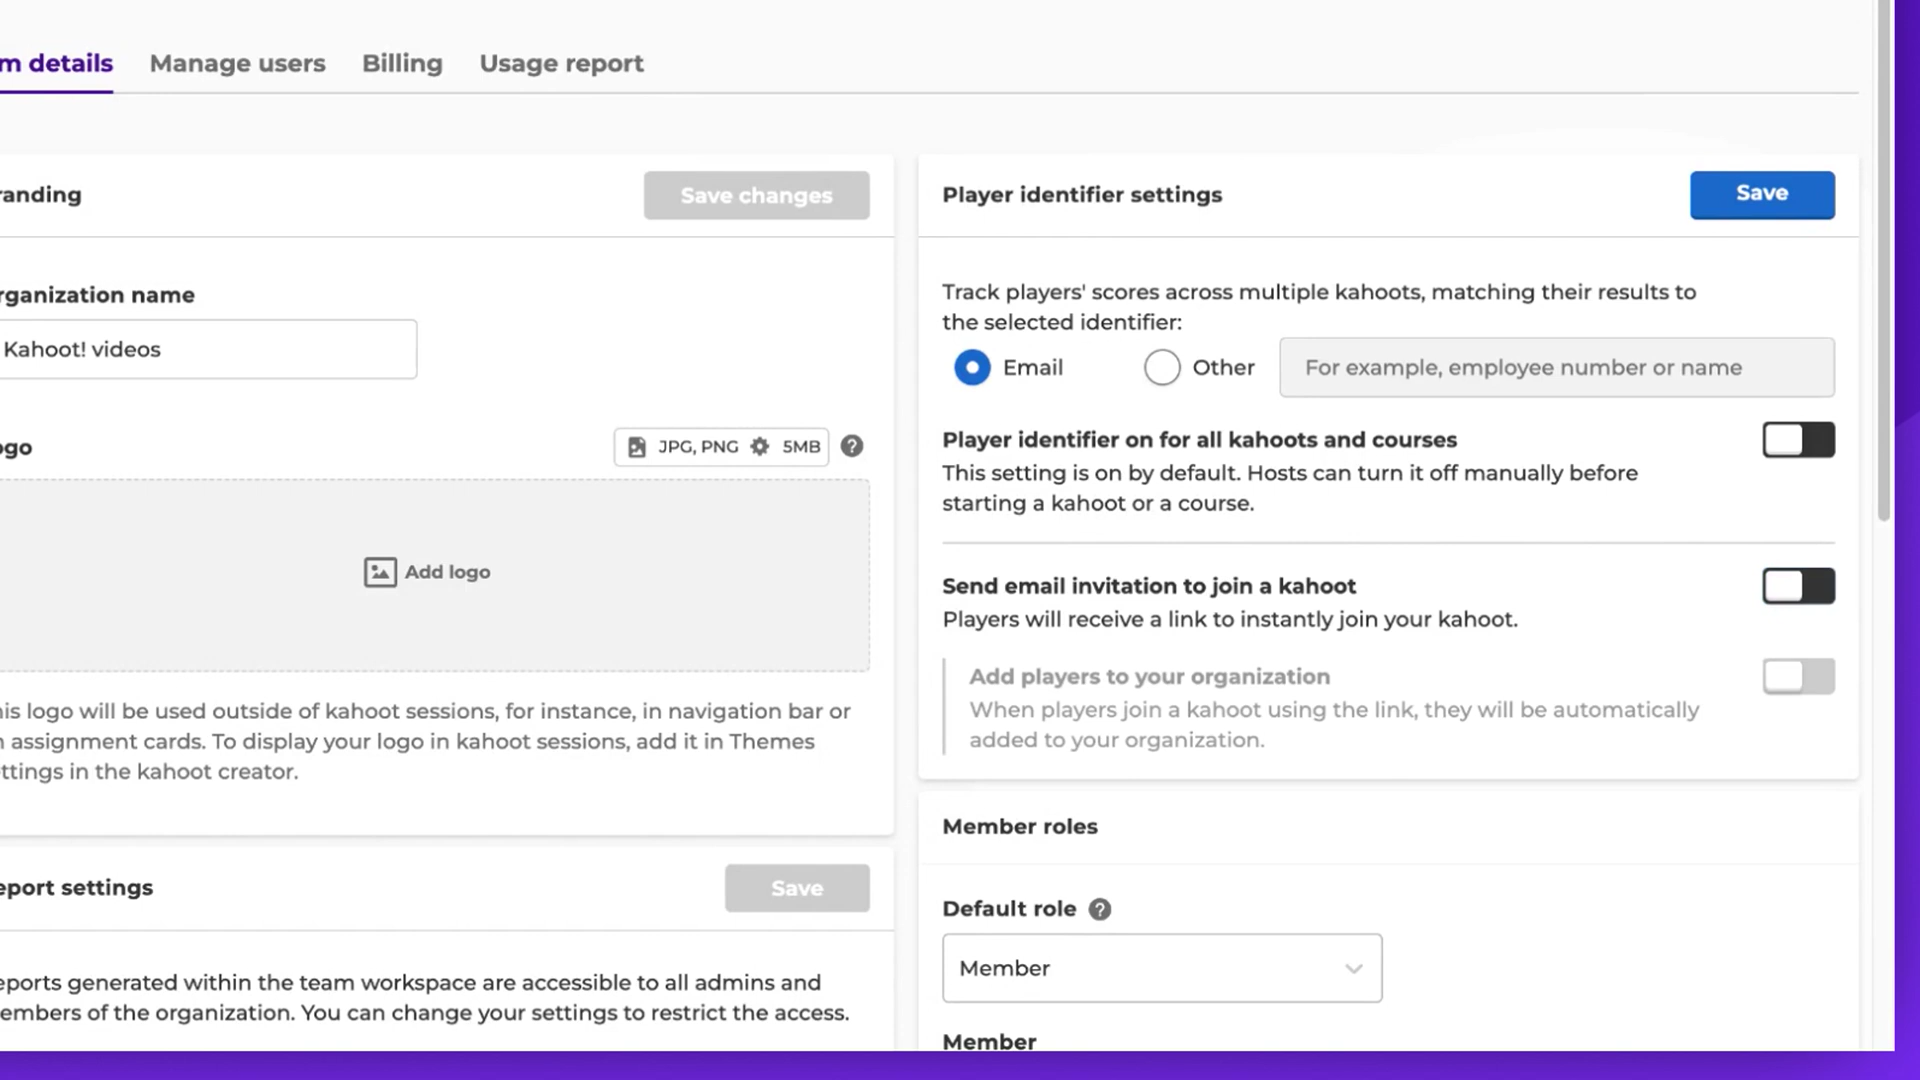 m details
Manage users
Billing
Usage report
randing
Save changes
rganization name
Kahoot! videos
ogo
JPG, PNG 5MB ?
Add logo
is logo will be used outside of kahoot sessions, for instance, in navigation bar or
assignment cards. To display your logo in kahoot sessions, add it in Themes
ttings in the kahoot creator.
eport settings
Save
eports generated within the team workspace are accessible to all admins and
embers of the organization. You can change your settings to restrict the access.
Player identifier settings
Save
Track players' scores across multiple kahoots, matching their results to
the selected identifier:
Email
Other
For example, employee number or name
Player identifier on for all kahoots and courses
This setting is on by default. Hosts can turn it off manually before
starting a kahoot or a course.
Send email invitation to join a kahoot
Players will receive a link to instantly join your kahoot.
Add players to your organization
When players join a kahoot using the link, they will be automatically
added to your organization.
Member roles
Default role ?
Member
Member